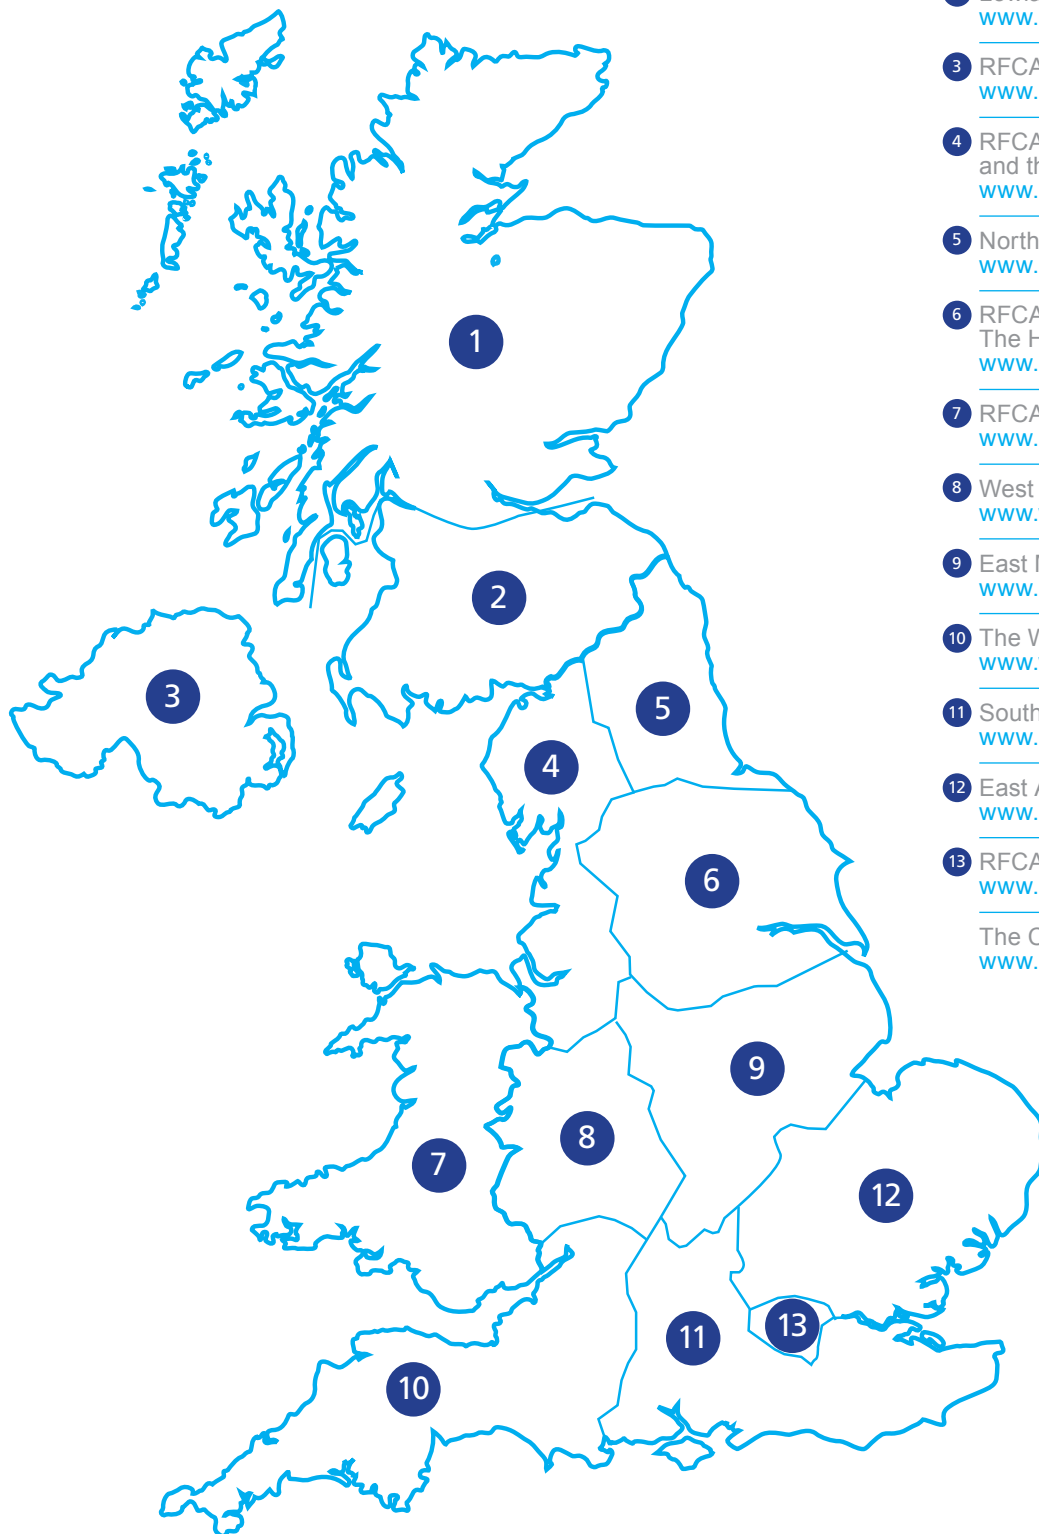 www.
3 RFCA
www.
4 RFCA
and th
www.
5 North
www.
6 RFCA
The H
www.
7 RFCA
www.
8 West
www.
9 East
www.
10 The W
www.
11 South
www.
12 East A
www.
13 RFCA
www.
The
www.
1
2
3
5
4
6
9
8
7
12
13
11
10